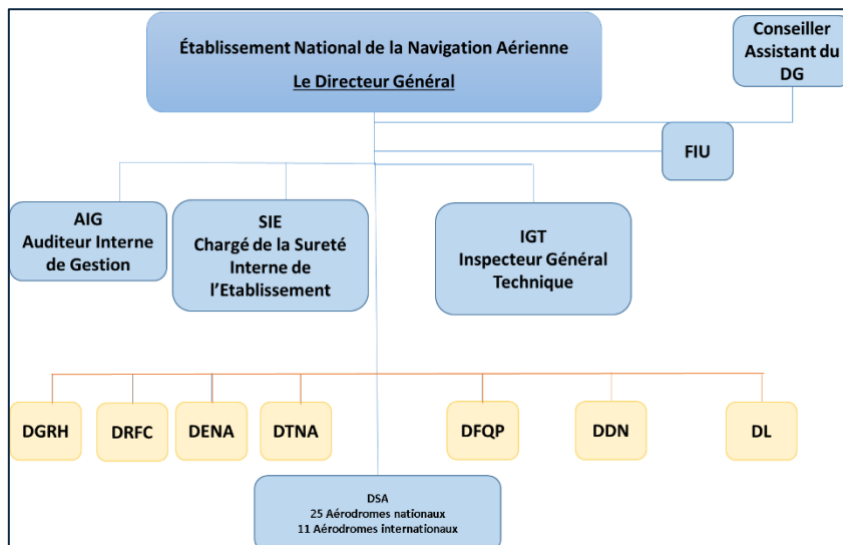 Établissement National de la Navigation Aérienne
Le Directeur Général
Conseiller
Assistant du
DG
FIU
AIG
Auditeur Interne
de Gestion
SIE
Chargé de la Sureté
Interne de
l'Etablissement
IGT
Inspecteur Général
Technique
DGRH
DRFC
DENA
DTNA
DFQP
DDN
DL
DSA
25 Aérodromes nationaux
11 Aérodromes internationaux